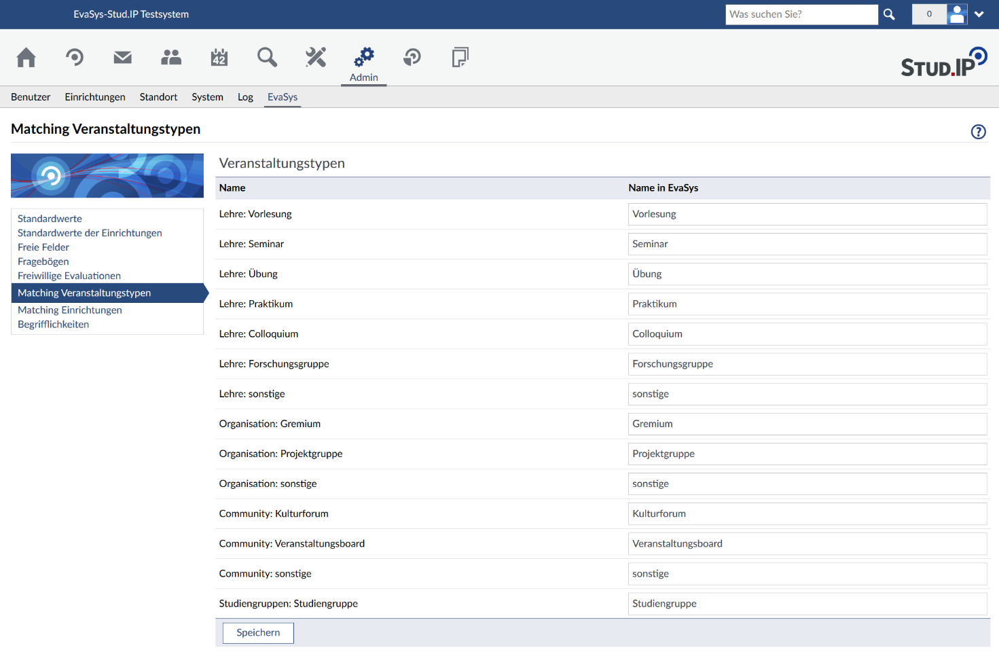 EvaSys-Stud.IP Testsystem
Was suchen Sie?
0
42
Admin
STUD.IP
Benutzer Einrichtungen Standort System Log EvaSys
Matching Veranstaltungstypen
?
Standardwerte
Standardwerte der Einrichtungen
Freie Felder
Fragebögen
Freiwillige Evaluationen
Matching Veranstaltungstypen
Matching Einrichtungen
Begrifflichkeiten
Veranstaltungstypen
Name Name in EvaSys
Lehre: Vorlesung Vorlesung
Lehre: Seminar Seminar
Lehre: Übung Übung
Lehre: Praktikum Praktikum
Lehre: Colloquium Colloquium
Lehre: Forschungsgruppe Forschungsgruppe
Lehre: sonstige sonstige
Organisation: Gremium Gremium
Organisation: Projektgruppe Projektgruppe
Organisation: sonstige sonstige
Community: Kulturforum Kulturforum
Community: Veranstaltungsboard Veranstaltungsboard
Community: sonstige sonstige
Studiengruppen: Studiengruppe Studiengruppe
Speichern